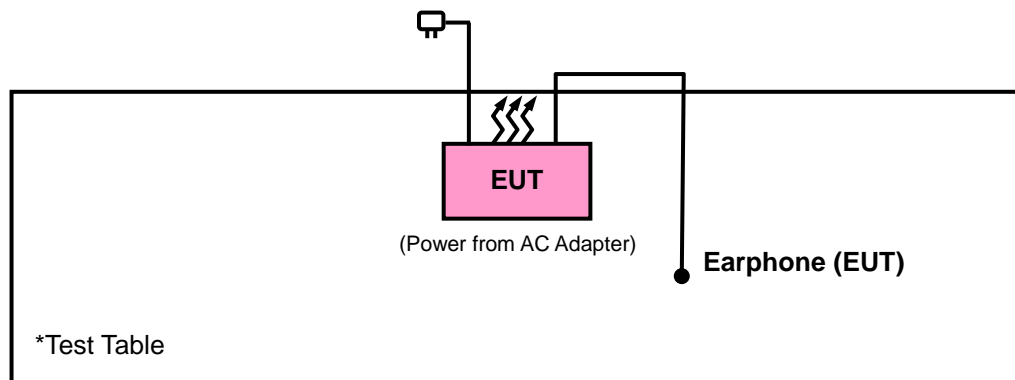 EUT
(Power from AC Adapter)
Earphone (EUT)
*Test Table